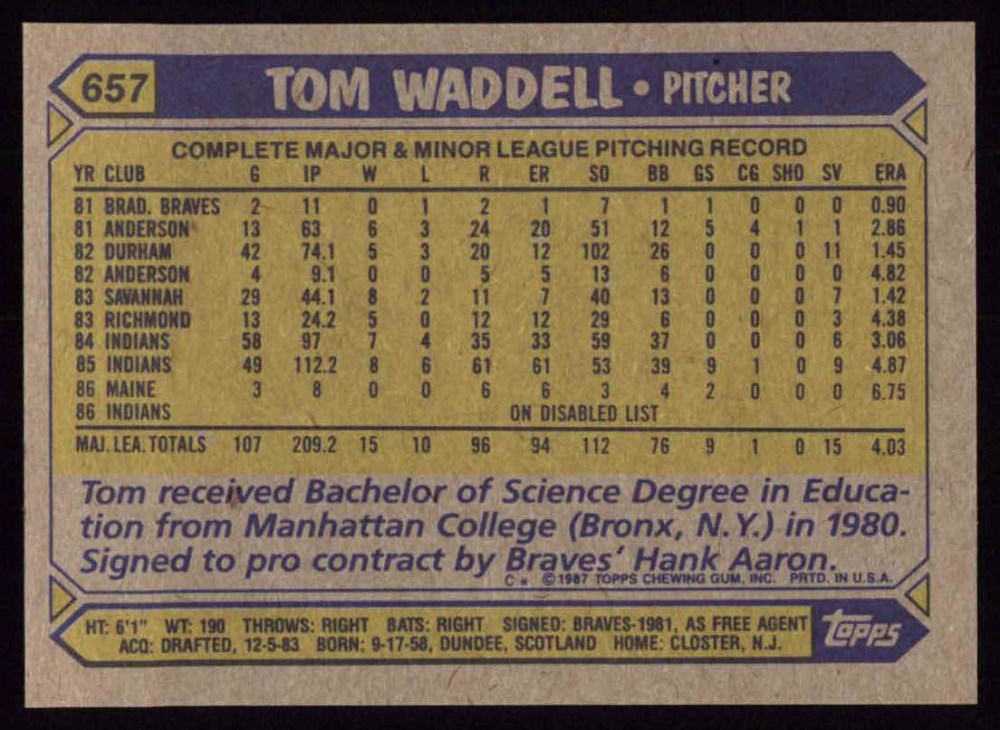 657
TOM WADDELL • PITCHER
COMPLETE MAJOR & MINOR LEAGUE PITCHING RECORD
YR CLUB G IP W L R ER SO BB GS CG SHO SV ERA
81 BRAD. BRAVES 2 11 0 1 2 1 7 1 1 0 0 0 0.90
81 ANDERSON 13 63 6 3 24 20 51 12 5 4 1 1 2.86
82 DURHAM 42 74.1 5 3 20 12 102 26 0 0 0 11 1.45
82 ANDERSON 4 9.1 0 0 5 5 13 6 0 0 0 0 4.82
83 SAVANNAH 29 44.1 8 2 11 7 40 13 0 0 0 7 1.42
83 RICHMOND 13 24.2 5 0 12 12 29 6 0 0 0 3 4.38
84 INDIANS 58 97 7 4 35 33 59 37 0 0 0 6 3.06
85 INDIANS 49 112.2 8 6 61 61 53 39 9 1 0 9 4.87
86 MAINE 3 8 0 0 6 6 3 4 2 0 0 0 6.75
86 INDIANS ON DISABLED LIST
MAJ. LEA. TOTALS 107 209.2 15 10 96 94 112 76 9 1 0 15 4.03
Tom received Bachelor of Science Degree in Educa-
tion from Manhattan College (Bronx, N.Y.) in 1980.
Signed to pro contract by Braves' Hank Aaron.
C* ©1987 TOPPS CHEWING GUM, INC. PRTD. IN U.S.A.
HT: 6'1" WT: 190 THROWS: RIGHT BATS: RIGHT SIGNED: BRAVES-1981, AS FREE AGENT
ACQ: DRAFTED, 12-5-83 BORN: 9-17-58, DUNDEE, SCOTLAND HOME: CLOSTER, N.J.
topps